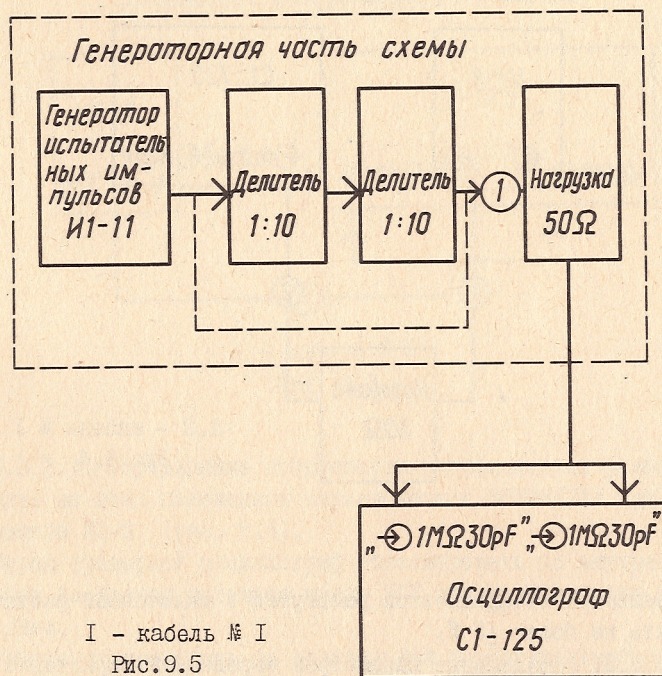 Генераторная часть схемы
Генератор
испытатель
ных им-
пульсов
И1-11
Делитель
1:10
Делитель
1:10
1
Нагрузка
50Ω
„⊙1MΩ30pF” „⊙1MΩ30pF”
Осциллограф
С1-125
I - кабель № I
Рис.9.5